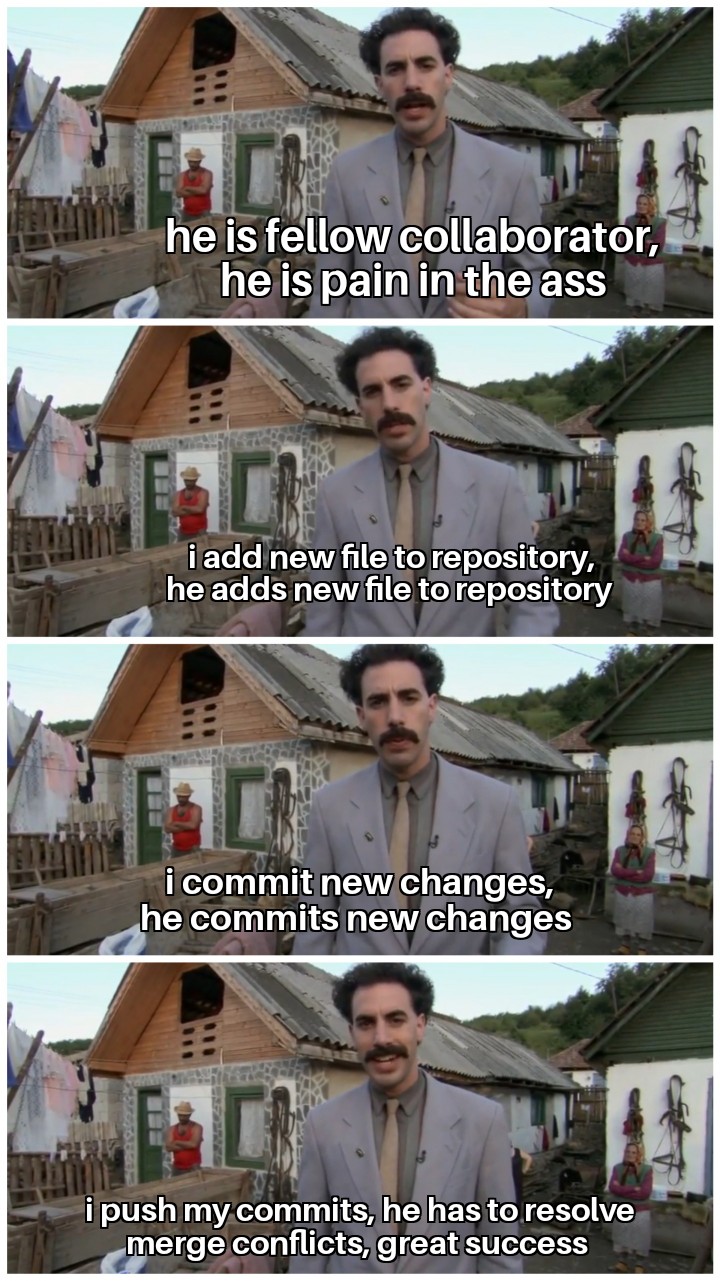 he is fellow collaborator,
he is pain in the ass
i add new file to repository,
he adds new file to repository
i commit new changes,
he commits new changes
i push my commits, he has to resolve
merge conflicts, great success